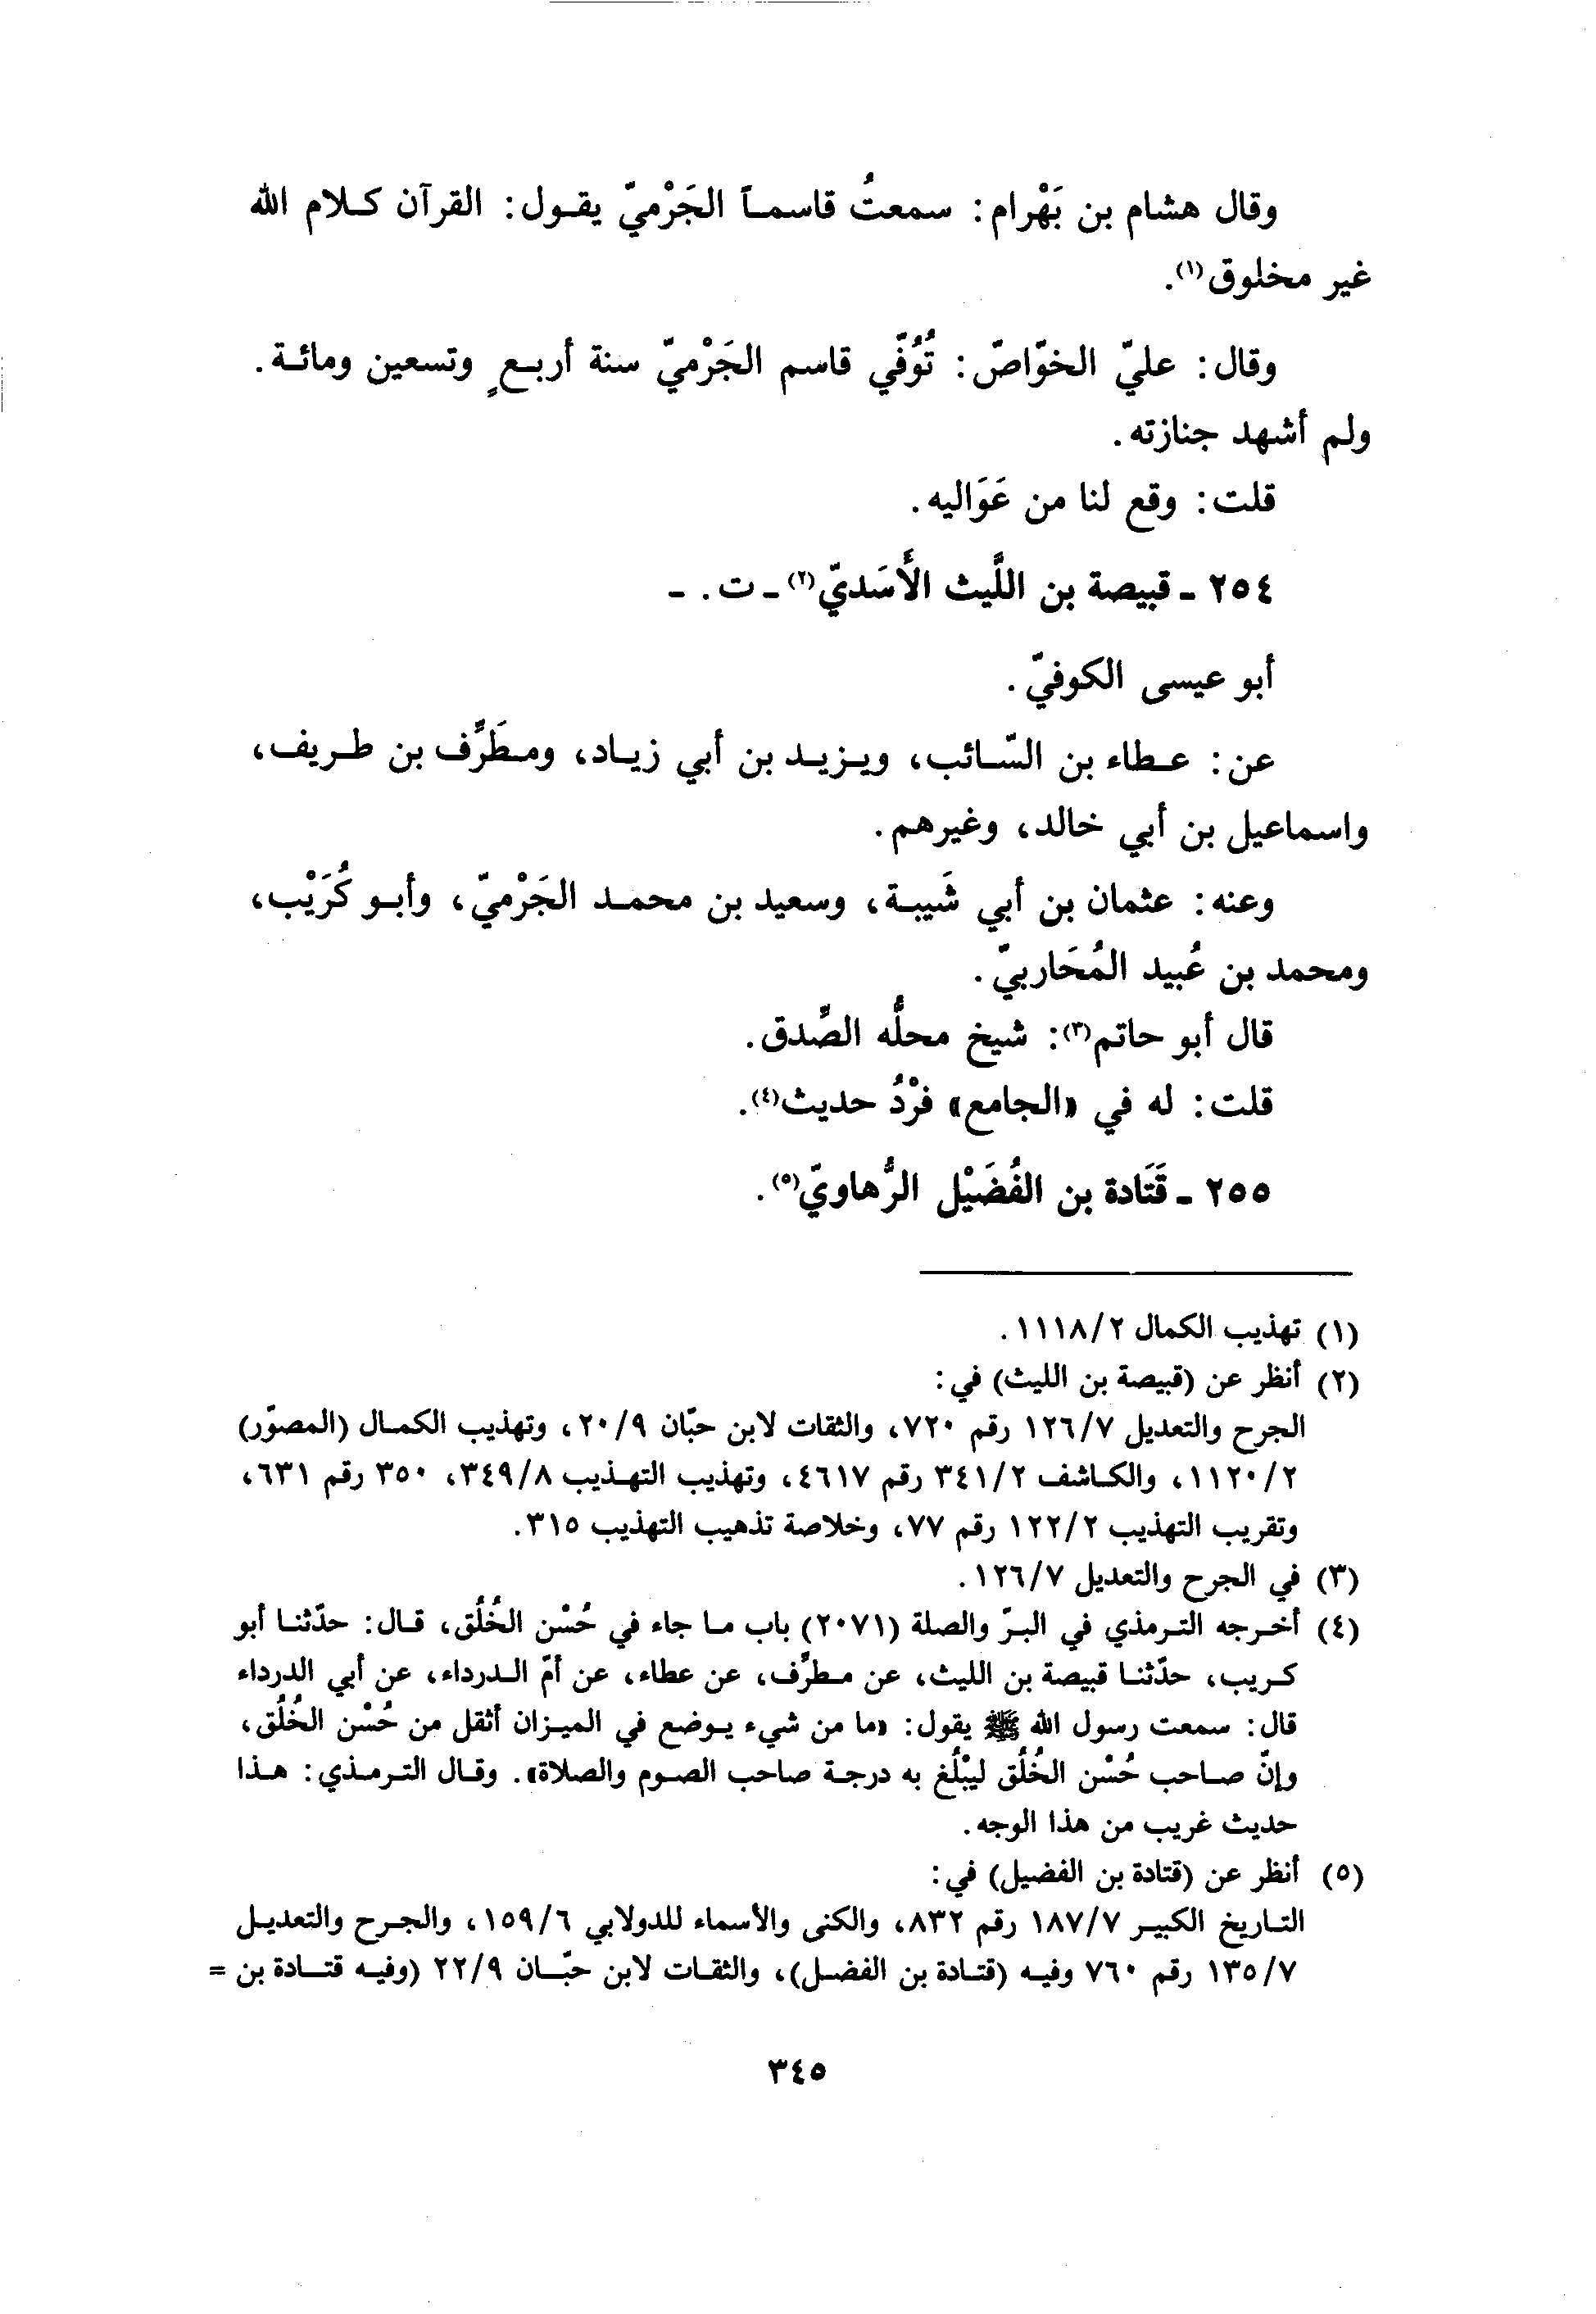 وقال هشام بن بَهْرام: سمعتُ قاسماً الجَرْميّ يقول: القرآن كلام الله
غير مخلوق(١).
وقال: عليّ الخوّاصّ: تُوُفّي قاسم الجَرْميّ سنة أربعٍ وتسعين ومائة.
ولم أشهد جنازته.
قلت: وقع لنا من عَوَاليه.
٢٥٤ - قبيصة بن اللَّيث الأَسَديّ(٢) - ت. -
أبو عيسى الكوفيّ.
عن: عطاء بن السّائب، ويزيد بن أبي زياد، ومطَرِّف بن طريف،
واسماعيل بن أبي خالد، وغيرهم.
وعنه: عثمان بن أبي شَيبة، وسعيد بن محمد الجَرْميّ، وأبو كُرَيْب،
ومحمد بن عُبيد المُحَاربيّ.
قال أبو حاتم(٣): شيخ محلُّه الصِّدق.
قلت: له في «الجامع» فرْدُ حديث(٤).
٢٥٥ - قَتَادة بن الفُضَيْل الرُّهاويّ(٥).
(١) تهذيب الكمال ١١١٨/٢.
(٢) أنظر عن (قبيصة بن الليث) في:
الجرح والتعديل ١٢٦/٧ رقم ٧٢٠، والثقات لابن حبّان ٢٠/٩، وتهذيب الكمال (المصوّر)
١١٢٠/٢، والكاشف ٣٤١/٢ رقم ٤٦١٧، وتهذيب التهذيب ٣٤٩/٨، ٣٥٠ رقم ٦٣١،
وتقريب التهذيب ١٢٢/٢ رقم ٧٧، وخلاصة تذهيب التهذيب ٣١٥.
(٣) في الجرح والتعديل ١٢٦/٧.
(٤) أخرجه الترمذي في البرّ والصلة (٢٠٧١) باب ما جاء في حُسْن الخُلُق، قال: حدّثنا أبو
كريب، حدّثنا قبيصة بن الليث، عن مطرِّف، عن عطاء، عن أمّ الدرداء، عن أبي الدرداء
قال: سمعت رسول الله ﷺ يقول: «ما من شيء يوضع في الميزان أثقل من حُسْن الخُلُق،
وإنّ صاحب حُسْن الخُلُق ليَبْلُغ به درجة صاحب الصوم والصلاة». وقال الترمذي: هذا
حديث غريب من هذا الوجه.
(٥) أنظر عن (قتادة بن الفضيل) في:
التاريخ الكبير ١٨٧/٧ رقم ٨٣٢، والكنى والأسماء للدولابي ١٥٩/٦، والجرح والتعديل
١٣٥/٧ رقم ٧٦٠ وفيه (قتادة بن الفضل)، والثقات لابن حبّان ٢٢/٩ (وفيه قتادة بن =
٣٤٥